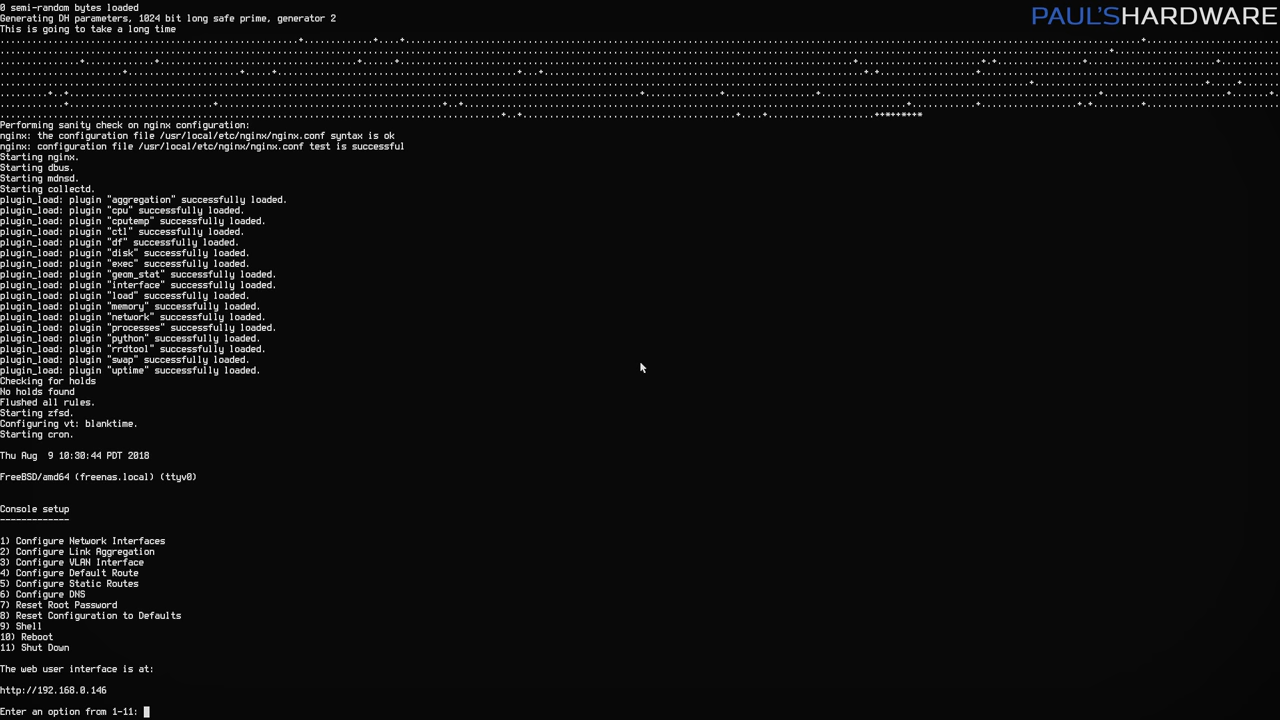 0 semi-random bytes loaded
Generating DH parameters, 1024 bit long safe prime, generator 2
This is going to take a long time
PAUL'SHARDWARE
Performing sanity check on nginx configuration:
nginx: the configuration file /usr/local/etc/nginx/nginx.conf syntax is ok
nginx: configuration file /usr/local/etc/nginx/nginx.conf test is successful
Starting nginx.
Starting dbus.
Starting mdnsd.
Starting collectd.
plugin_load: plugin "aggregation" successfully loaded.
plugin_load: plugin "cpu" successfully loaded.
plugin_load: plugin "cputemp" successfully loaded.
plugin_load: plugin "ctl" successfully loaded.
plugin_load: plugin "df" successfully loaded.
plugin_load: plugin "disk" successfully loaded.
plugin_load: plugin "exec" successfully loaded.
plugin_load: plugin "geom_stat" successfully loaded.
plugin_load: plugin "interface" successfully loaded.
plugin_load: plugin "load" successfully loaded.
plugin_load: plugin "memory" successfully loaded.
plugin_load: plugin "network" successfully loaded.
plugin_load: plugin "processes" successfully loaded.
plugin_load: plugin "python" successfully loaded.
plugin_load: plugin "rrdtool" successfully loaded.
plugin_load: plugin "swap" successfully loaded.
plugin_load: plugin "uptime" successfully loaded.
Checking for holds
No holds found
Flushed all rules.
Starting zfsd.
Configuring vt: blanktime.
Starting cron.
Thu Aug  9 10:30:44 PDT 2018
FreeBSD/amd64 (freenas.local) (ttyv0)
Console setup
-------------
1) Configure Network Interfaces
2) Configure Link Aggregation
3) Configure VLAN Interface
4) Configure Default Route
5) Configure Static Routes
6) Configure DNS
7) Reset Root Password
8) Reset Configuration to Defaults
9) Shell
10) Reboot
11) Shut Down
The web user interface is at:
http://192.168.0.146
Enter an option from 1-11: